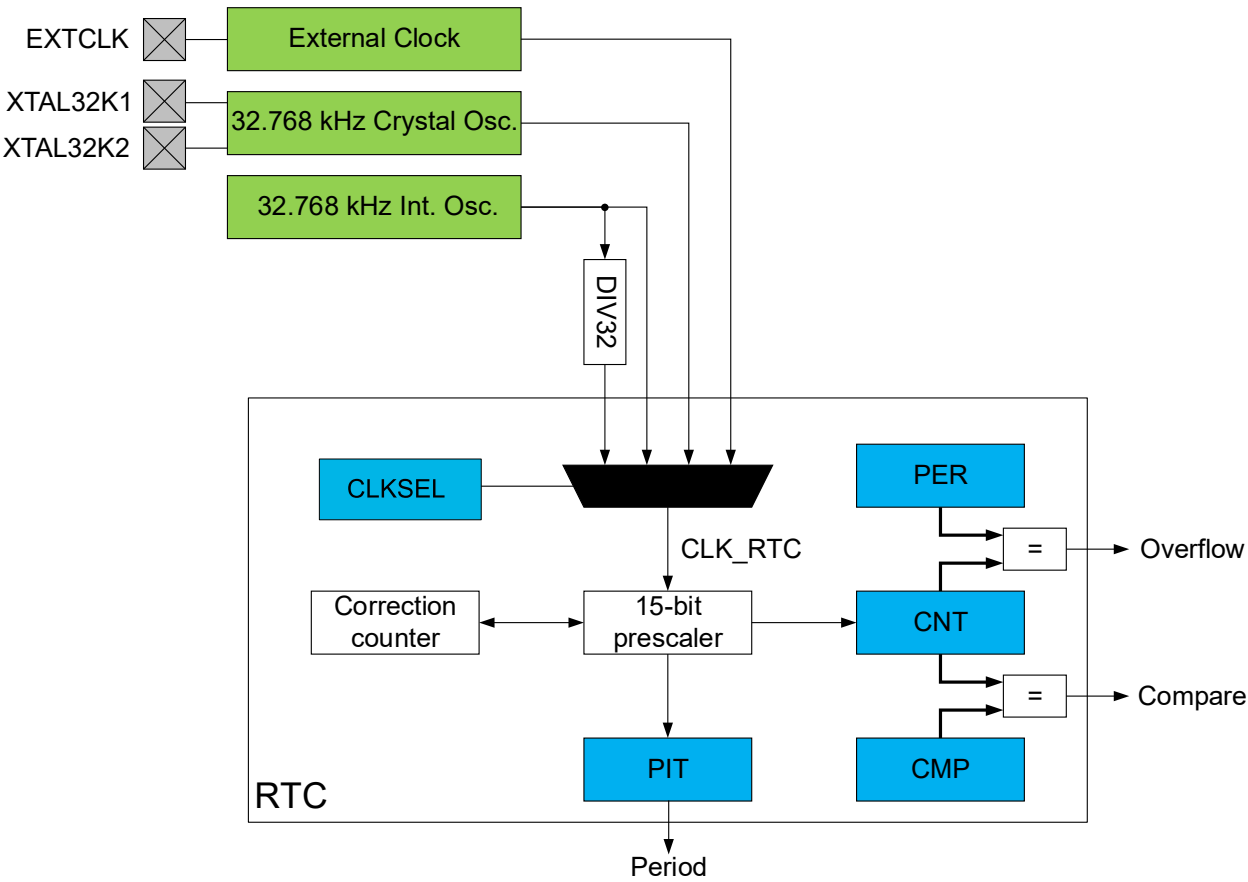 EXTCLK
External Clock
XTAL32K1
XTAL32K2
32.768 kHz Crystal Osc.
32.768 kHz Int. Osc.
DIV32
CLKSEL
PER
=
Overflow
CLK_RTC
Correction
counter
15-bit
prescaler
CNT
=
Compare
PIT
CMP
RTC
Period